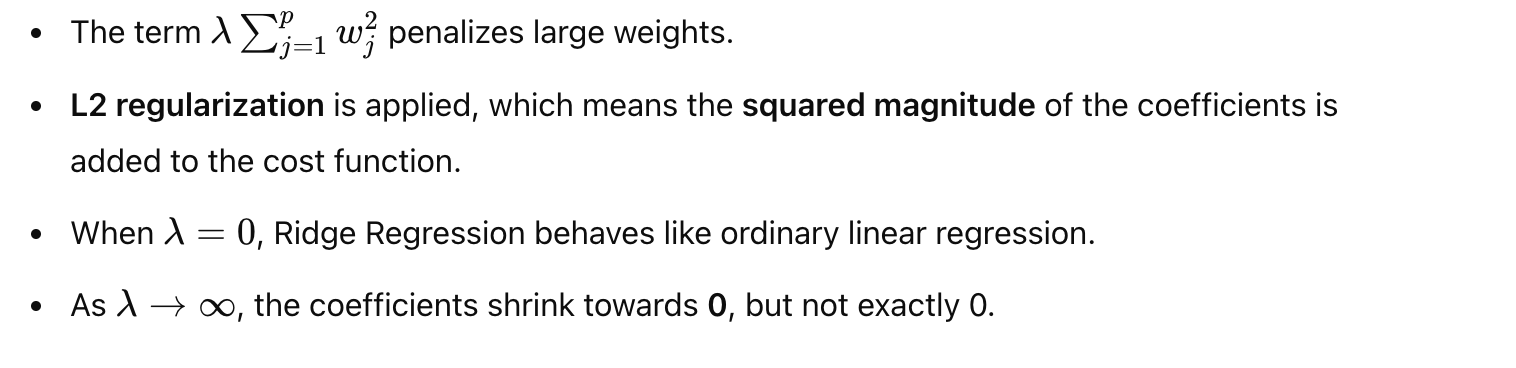 • The term λ∑ᵖⱼ₌₁ w²ⱼ penalizes large weights.
• L2 regularization is applied, which means the squared magnitude of the coefficients is
added to the cost function.
• When λ = 0, Ridge Regression behaves like ordinary linear regression.
• As λ → ∞, the coefficients shrink towards 0, but not exactly 0.